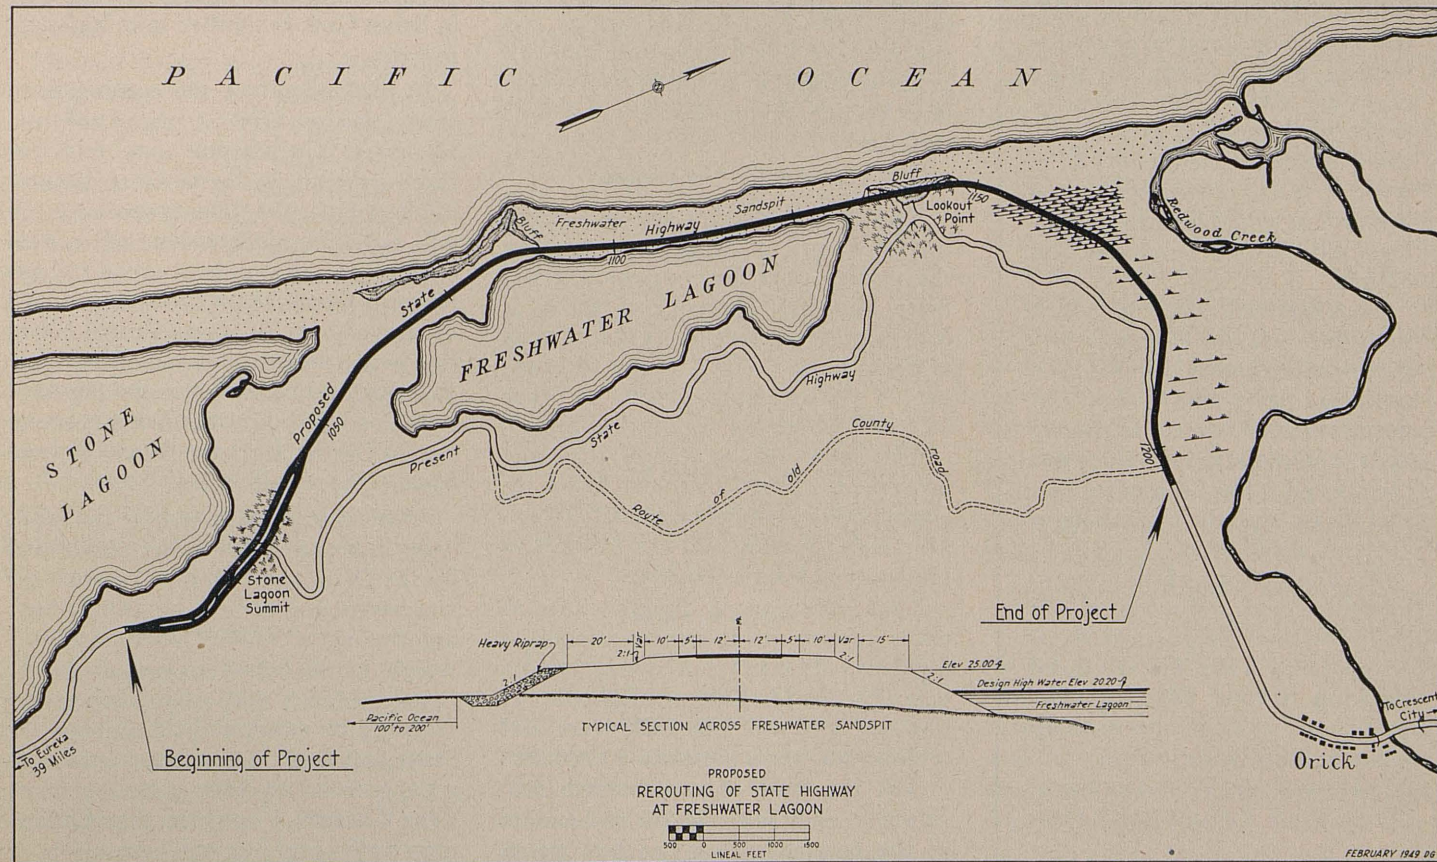 PACIFIC OCEAN
Bluff
Freshwater Sandspit
Bluff
Lookout
Point
1150
Redwood Creek
Proposed State Highway
1050
1100
1200
FRESHWATER LAGOON
STONE
LAGOON
Present State Highway
Route of old County road
Stone
Lagoon
Summit
Beginning of Project
End of Project
To Eureka
39 Miles
To Crescent
City
Orick
Heavy Riprap
20' Var 10' 5' 12' 12' 5' 10' Var 15'
2:1 2:1
2:1 2:1
Elev 25.00
Design High Water Elev 20.20
Freshwater Lagoon
Pacific Ocean
100' to 200'
TYPICAL SECTION ACROSS FRESHWATER SANDSPIT
PROPOSED
REROUTING OF STATE HIGHWAY
AT FRESHWATER LAGOON
500 0 500 1000 1500
LINEAL FEET
FEBRUARY 1949 DG